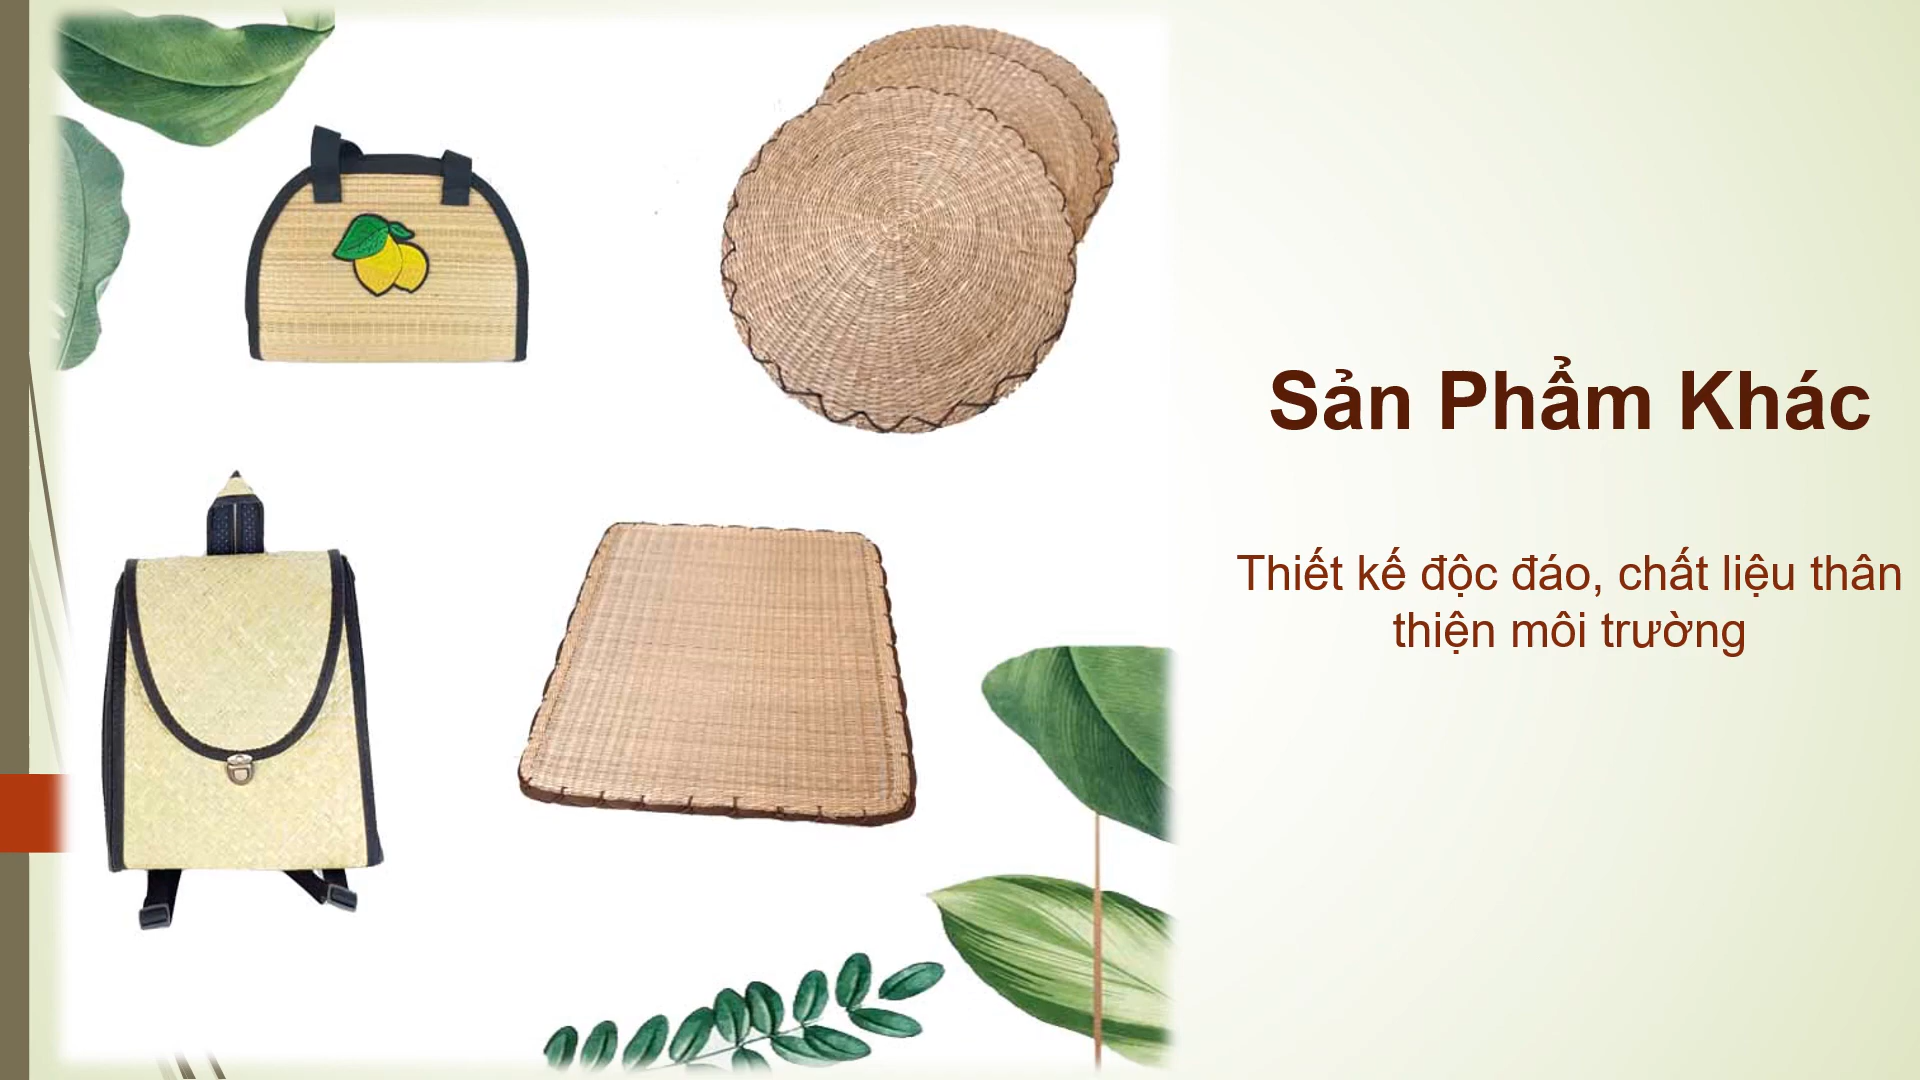 Sản Phẩm Khác
Thiết kế độc đáo, chất liệu thân
thiện môi trường